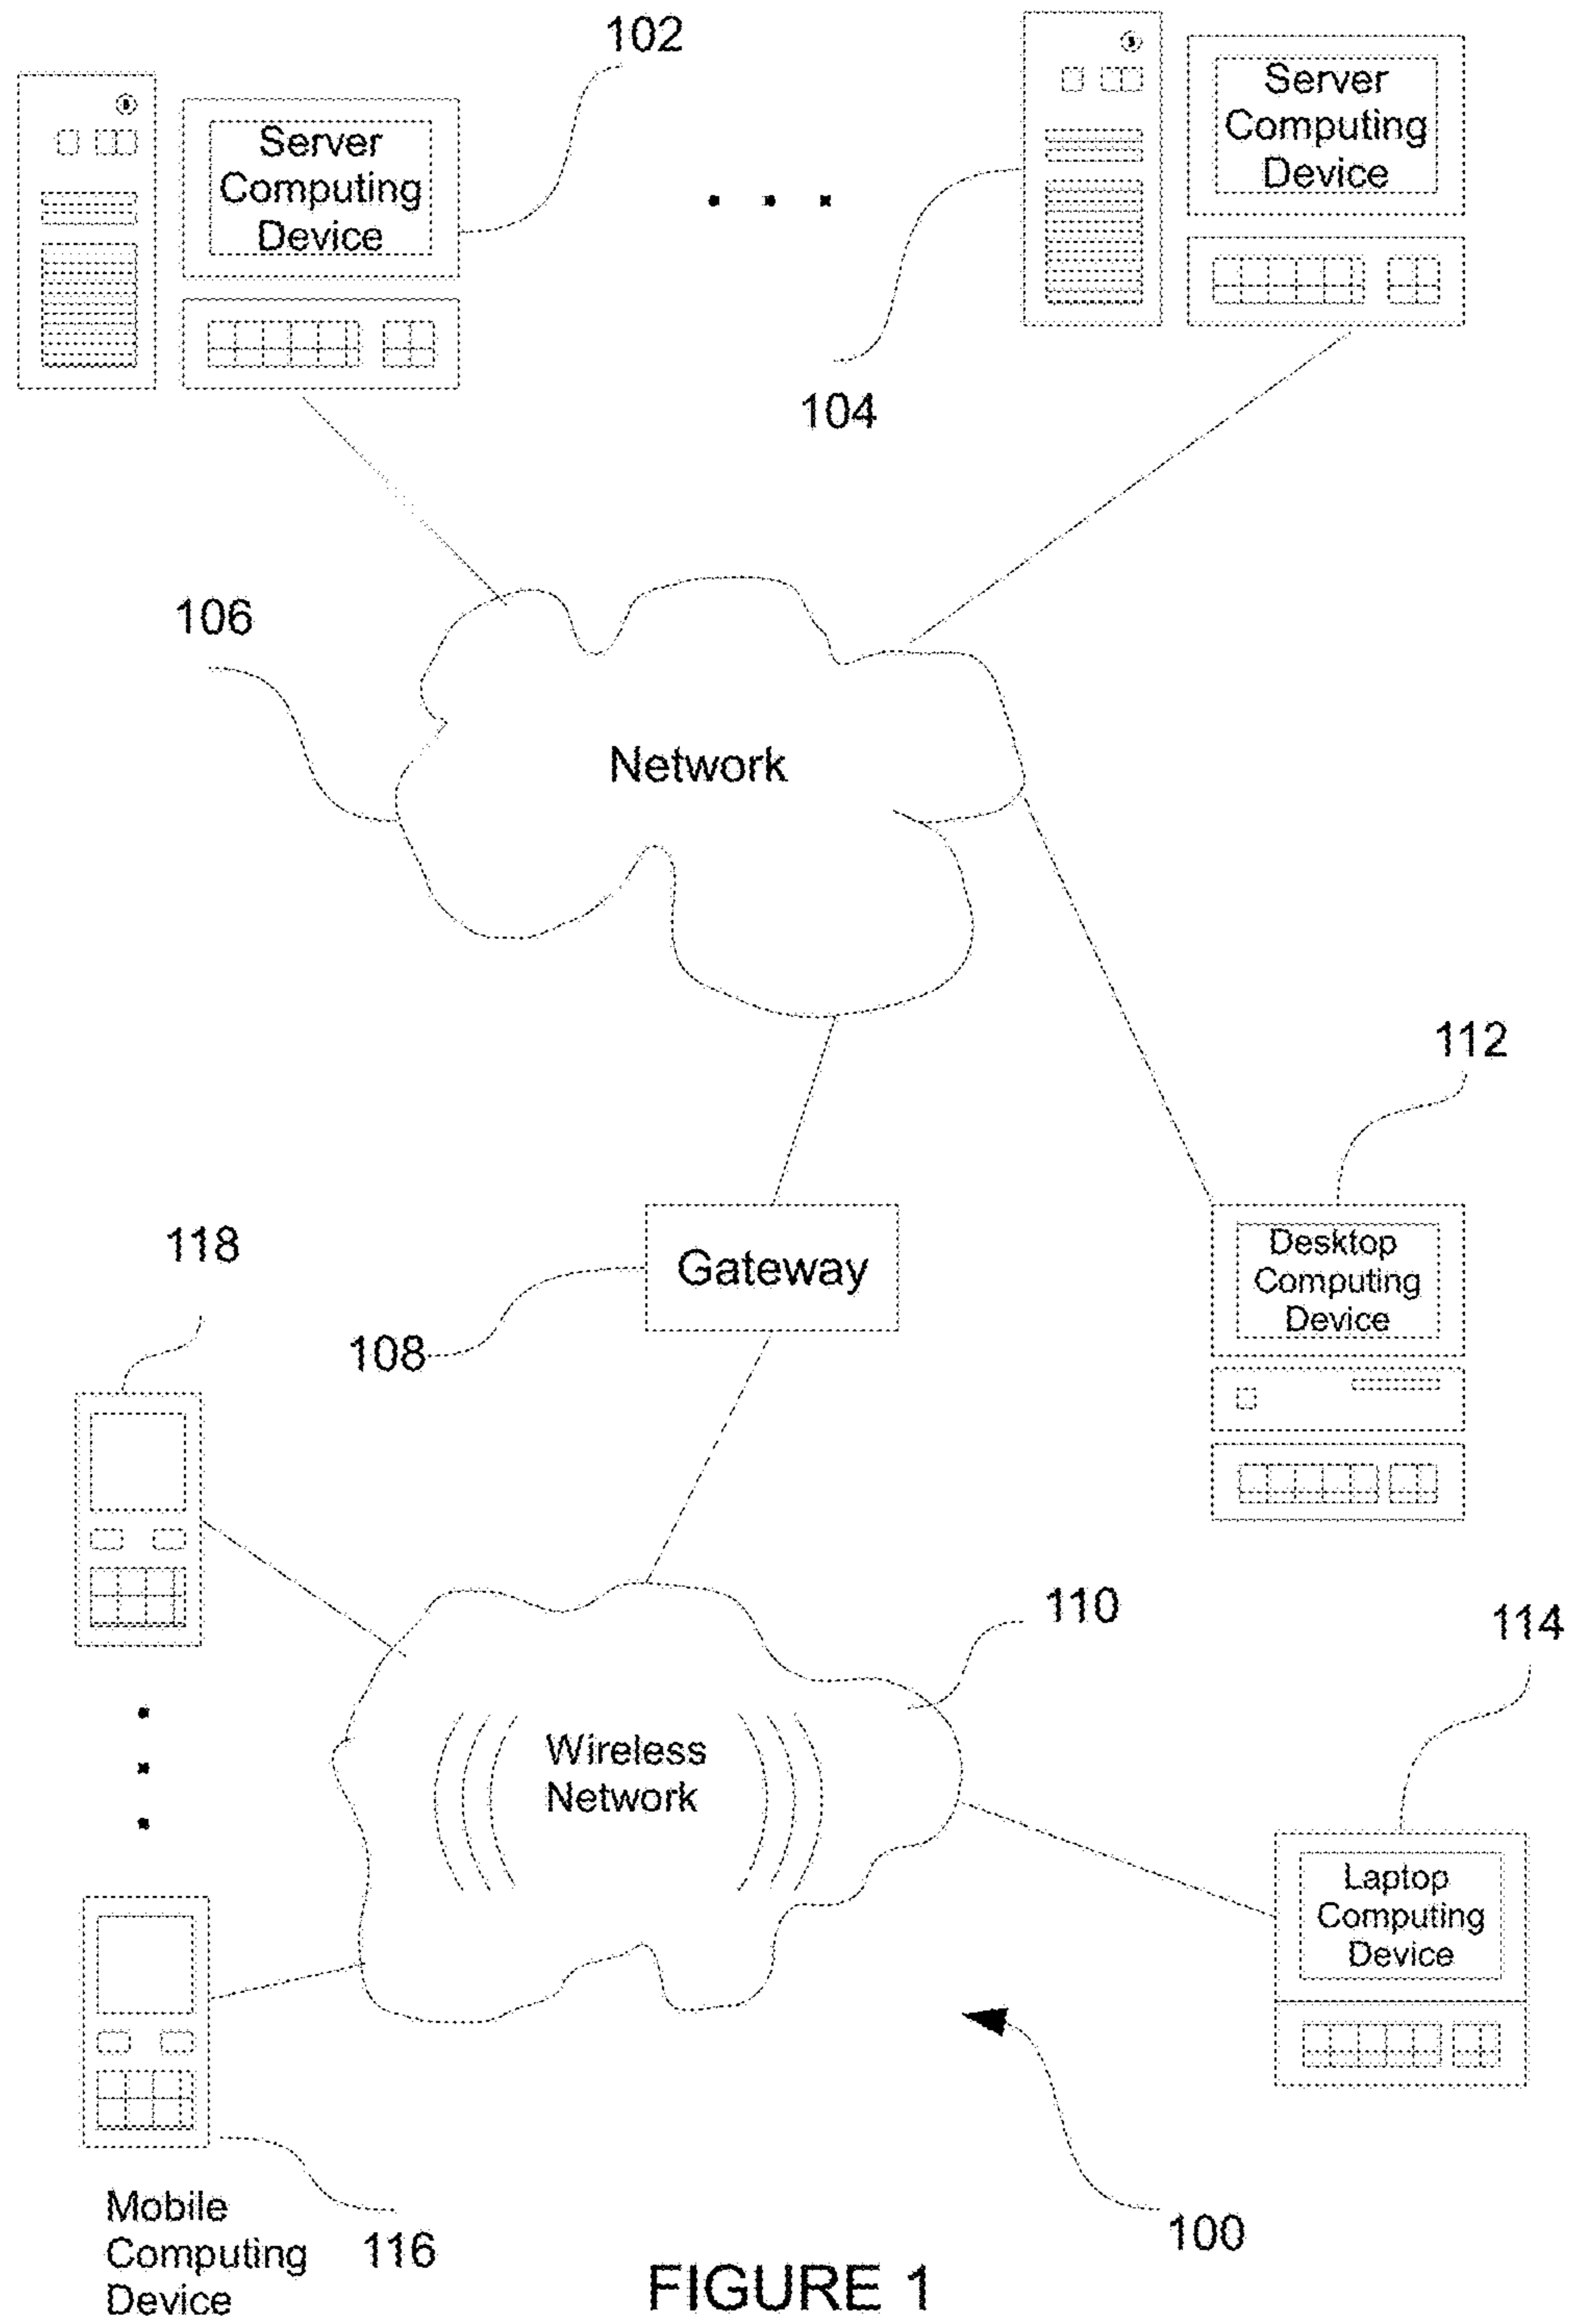 102
Server
Computing
Device
Server
Computing
Device
104
106
Network
112
118
Gateway
108
Desktop
Computing
Device
110
114
Wireless
Network
Laptop
Computing
Device
100
Mobile
Computing
Device
116
FIGURE 1